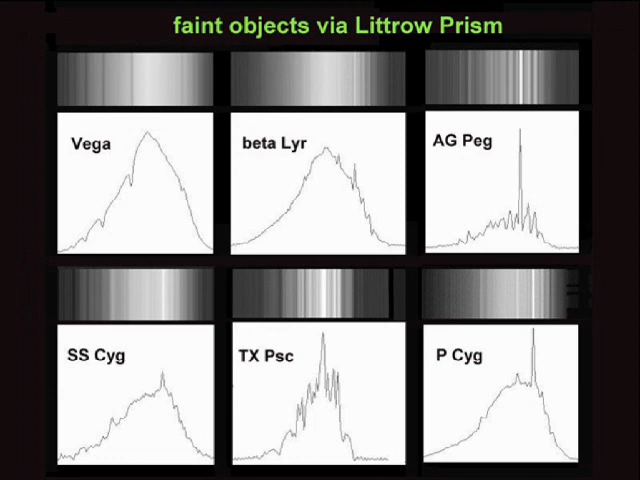 faint objects via Littrow Prism
Vega
beta Lyr
AG Peg
SS Cyg
TX Psc
P Cyg